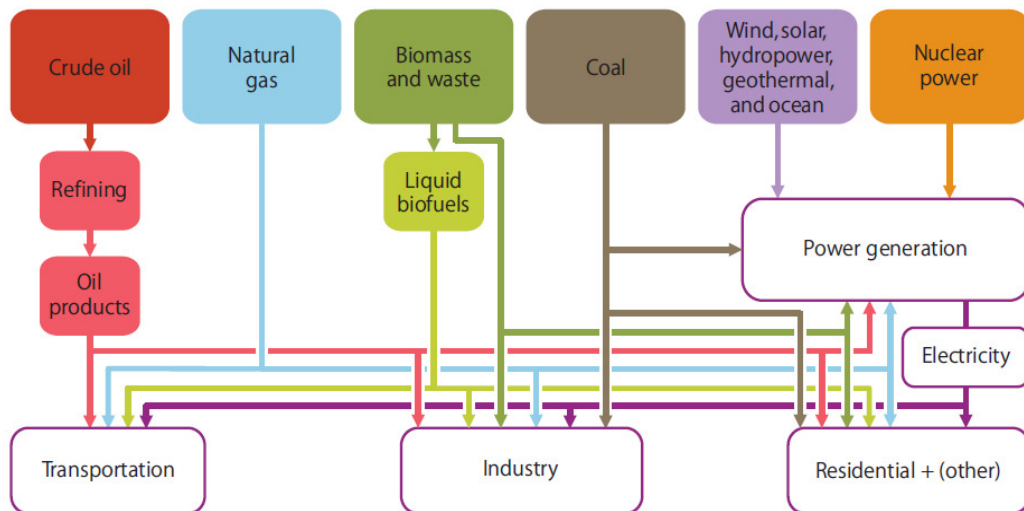 Crude oil
Natural
gas
Biomass
and waste
Coal
Wind, solar,
hydropower,
geothermal,
and ocean
Nuclear
power
Refining
Liquid
biofuels
Oil
products
Power generation
Electricity
Transportation
Industry
Residential + (other)